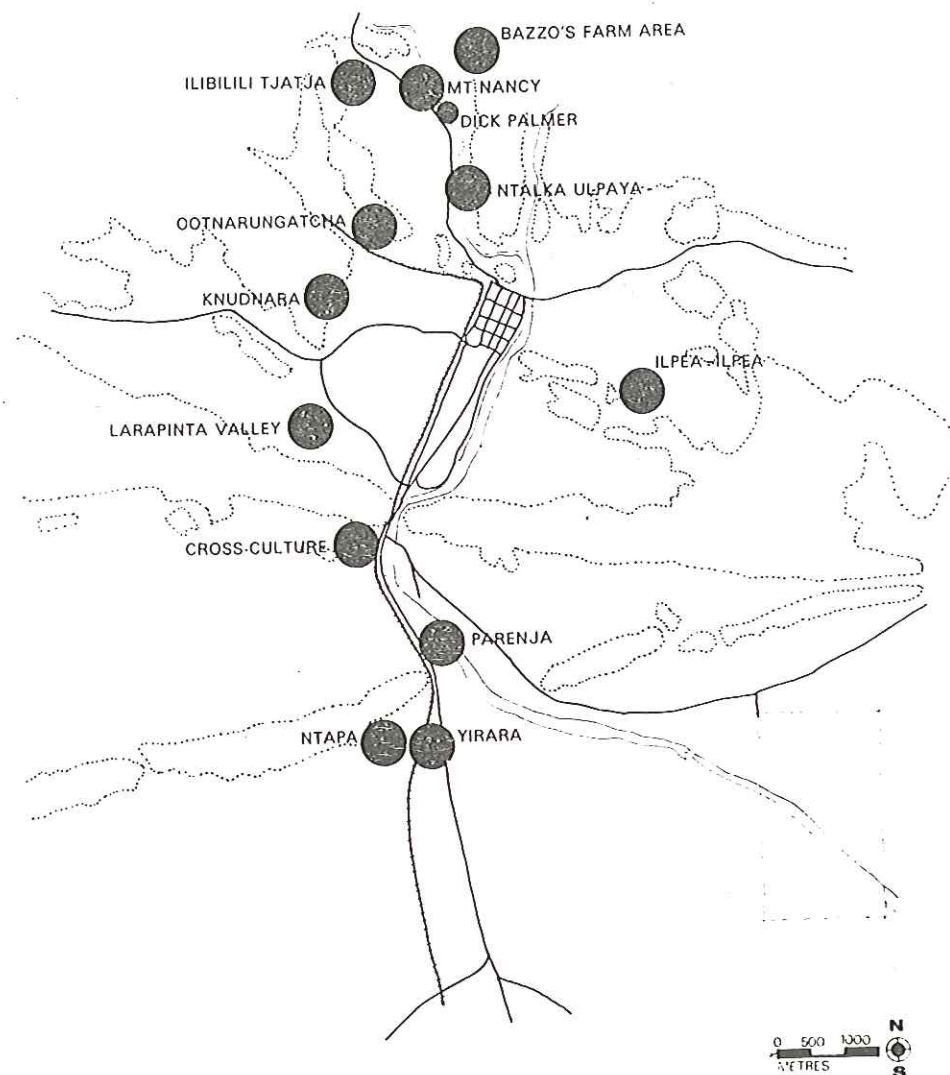 BAZZO'S FARM AREA
ILIBILILI TJATJA
MT NANCY
DICK PALMER
NTALKA ULPAYA
OOTNARUNGATCHA
KNUDNARA
ILPEA-ILPEA
LARAPINTA VALLEY
CROSS-CULTURE
PARENJA
NTAPA
YIRARA
N
0 500 1000
METRES
S